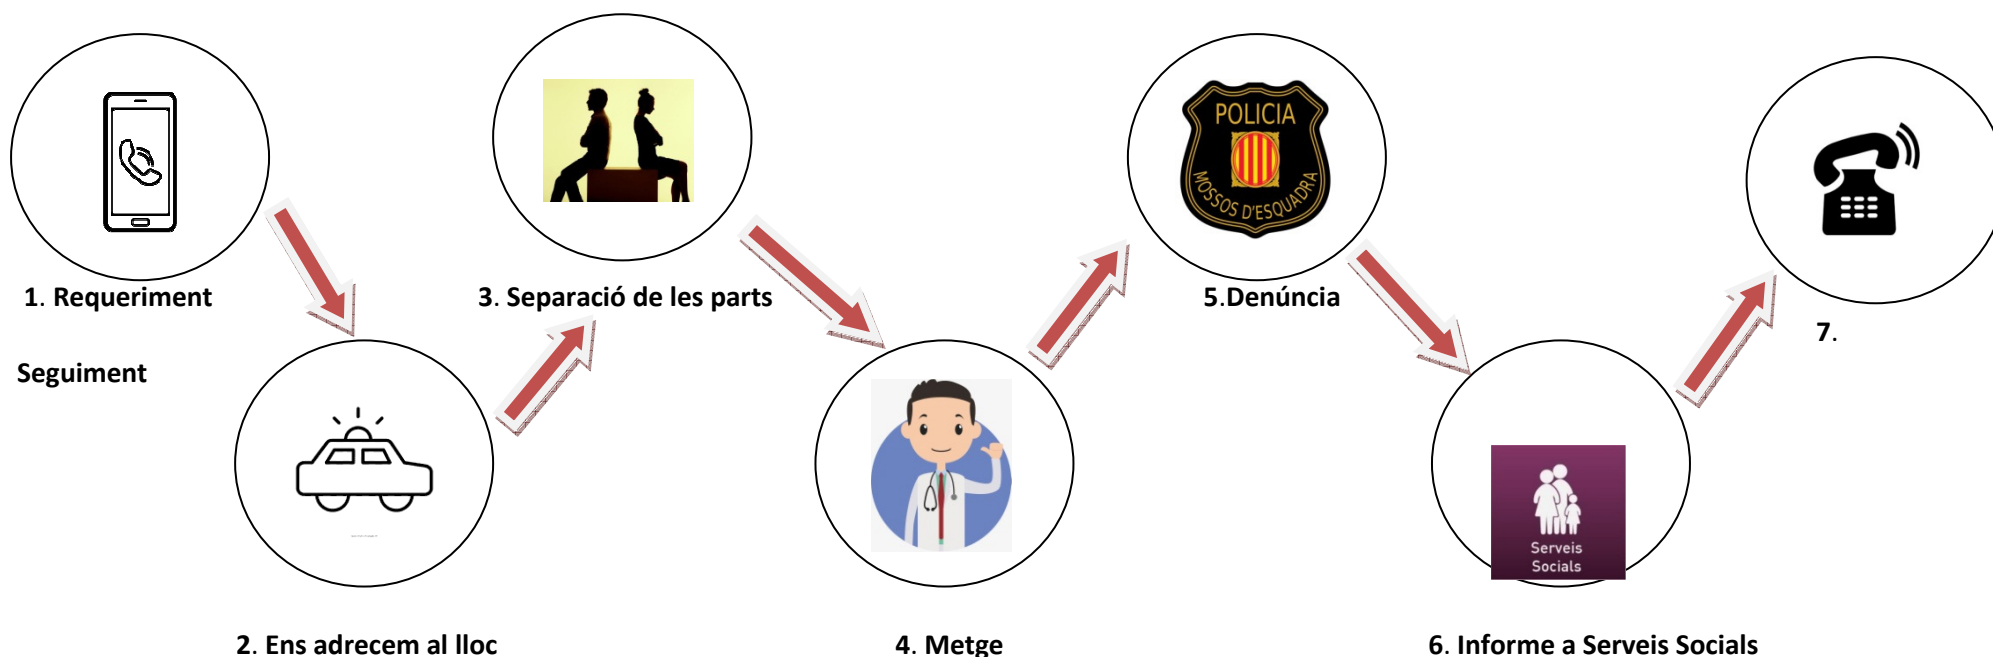 POLICIA
MOSSOS D'ESQUADRA
1. Requeriment
3. Separació de les parts
5.Denúncia
7.
Seguiment
Serveis
Socials
2. Ens adrecem al lloc
4. Metge
6. Informe a Serveis Socials